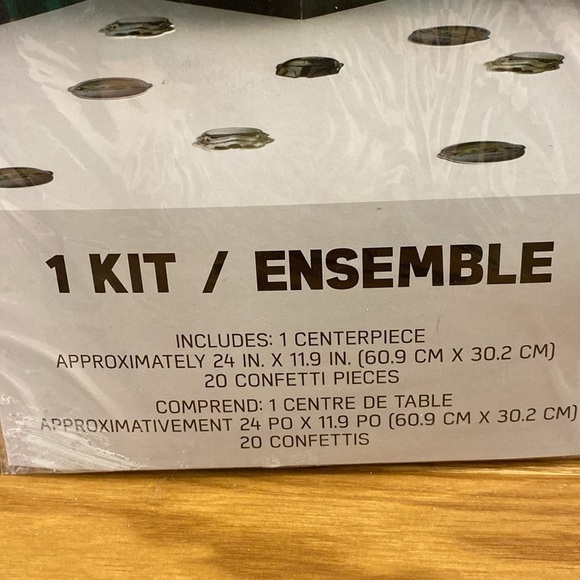 1 KIT / ENSEMBLE
INCLUDES: 1 CENTERPIECE
APPROXIMATELY 24 IN. X 11.9 IN. (60.9 CM X 30.2 CM)
20 CONFETTI PIECES
COMPREND: 1 CENTRE DE TABLE
APPROXIMATIVEMENT 24 PO X 11.9 PO (60.9 CM X 30.2 CM)
20 CONFETTIS